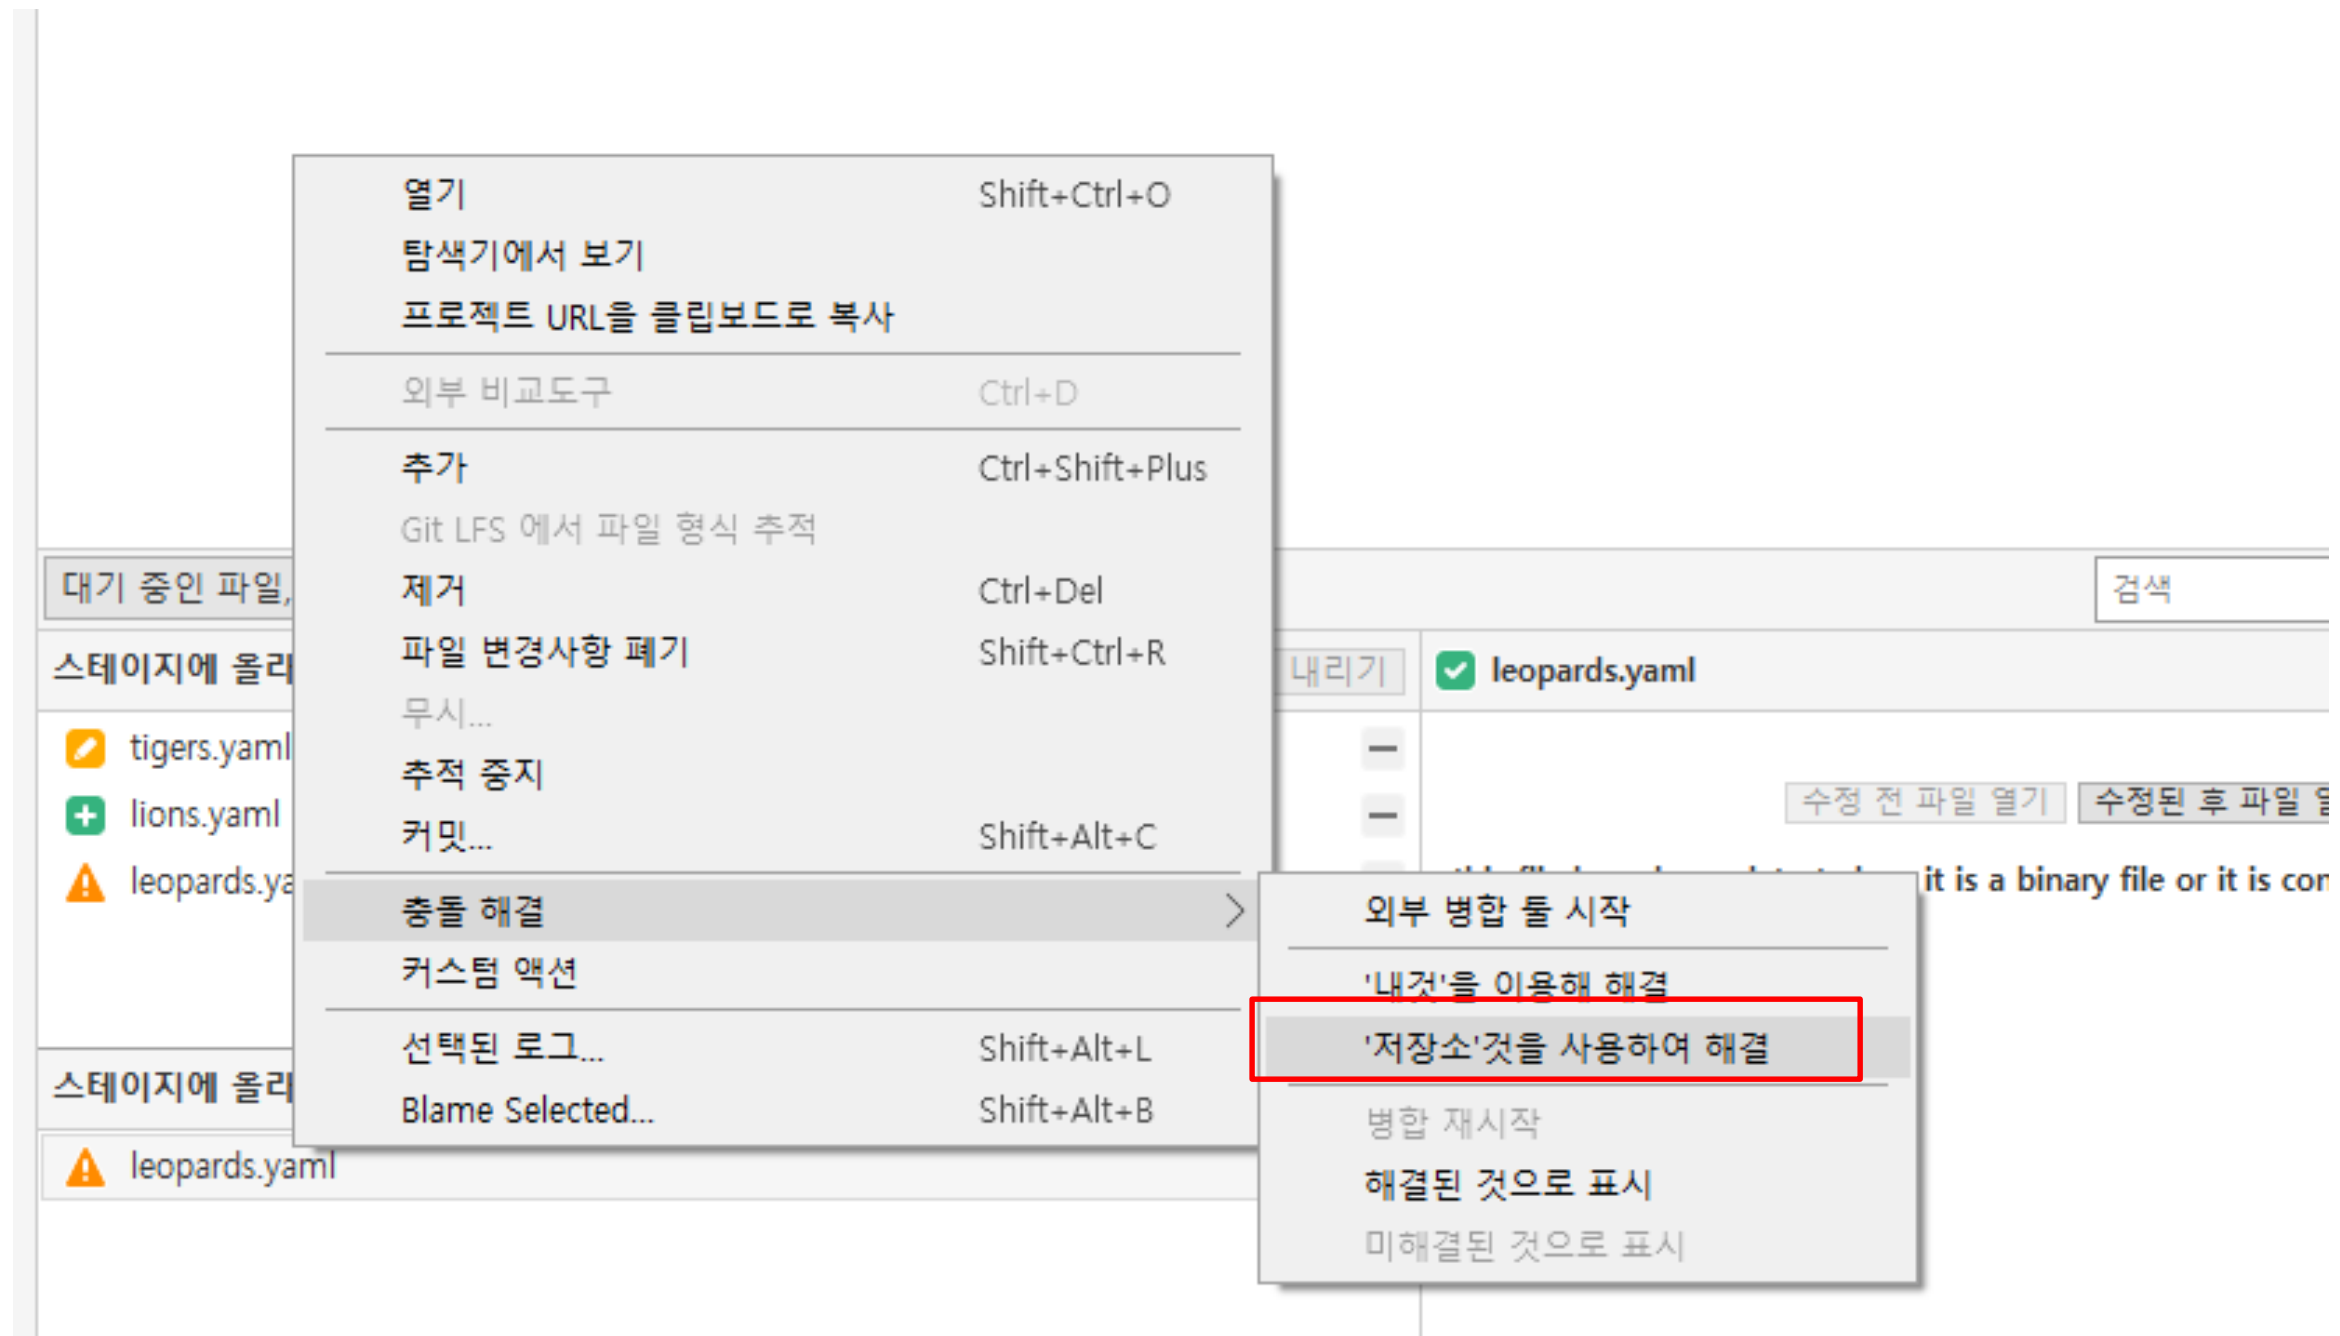 열기 Shift+Ctrl+O
탐색기에서 보기
프로젝트 URL을 클립보드로 복사
외부 비교도구 Ctrl+D
추가 Ctrl+Shift+Plus
Git LFS 에서 파일 형식 추적
제거 Ctrl+Del
파일 변경사항 폐기 Shift+Ctrl+R
무시...
추적 중지
커밋... Shift+Alt+C
충돌 해결
커스텀 액션
선택된 로그... Shift+Alt+L
Blame Selected... Shift+Alt+B
외부 병합 툴 시작
'내것'을 이용해 해결
'저장소'것을 사용하여 해결
병합 재시작
해결된 것으로 표시
미해결된 것으로 표시
대기 중인 파일,
검색
스테이지에 올리
내리기
leopards.yaml
tigers.yaml
lions.yaml
leopards.ya
수정 전 파일 열기 수정된 후 파일
it is a binary file or it is con
스테이지에 올리
leopards.yaml